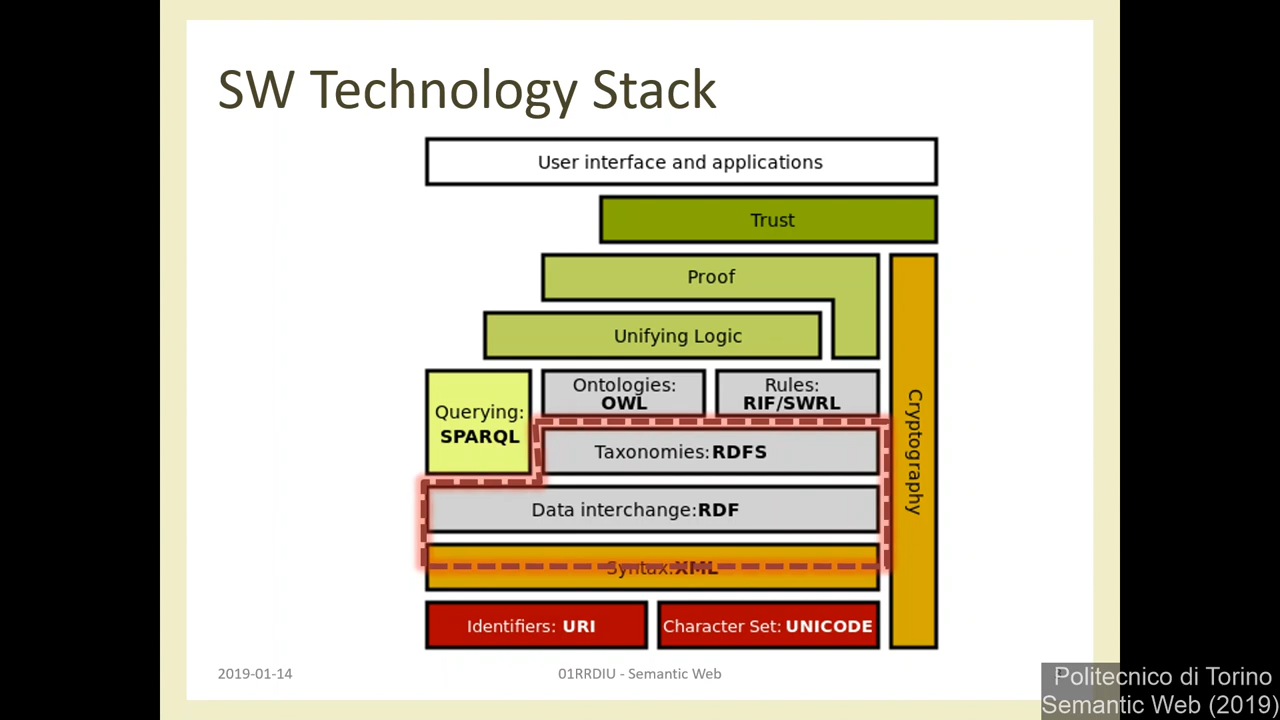 SW Technology Stack
User interface and applications
Trust
Proof
Unifying Logic
Querying:
SPARQL
Ontologies:
OWL
Rules:
RIF/SWRL
Taxonomies:RDFS
Data interchange:RDF
Syntax:XML
Identifiers: URI
Character Set: UNICODE
Cryptography
2019-01-14
01RRDIU - Semantic Web
Politecnico di Torino
Semantic Web (2019)